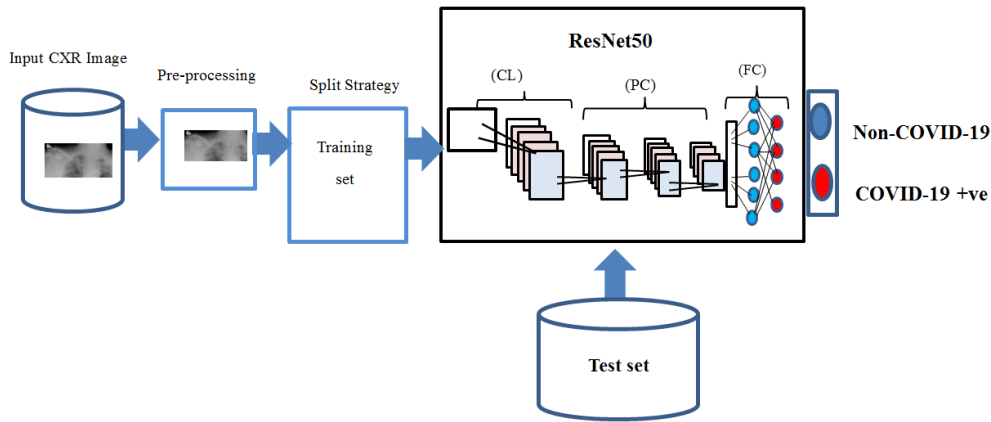 Input CXR Image
Pre-processing
Split Strategy
Training
set
ResNet50
(CL)
(PC)
(FC)
Non-COVID-19
COVID-19 +ve
Test set